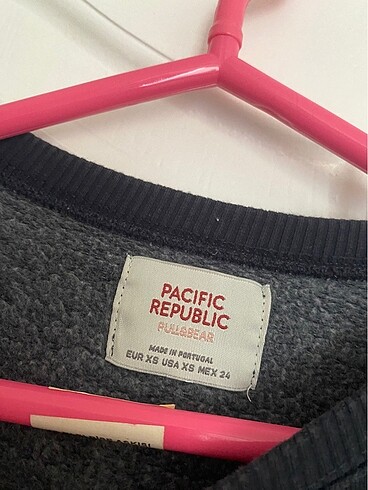 PACIFIC
REPUBLIC
PULL&BEAR
MADE IN PORTUGAL
EUR XS USA XS MEX 24